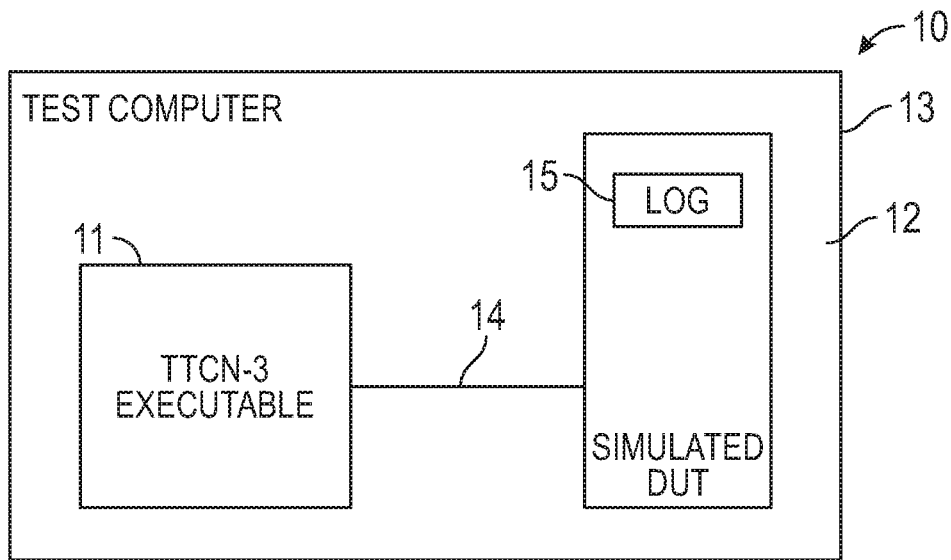 10
TEST COMPUTER
13
15
LOG
12
11
14
TTCN-3
EXECUTABLE
SIMULATED
DUT